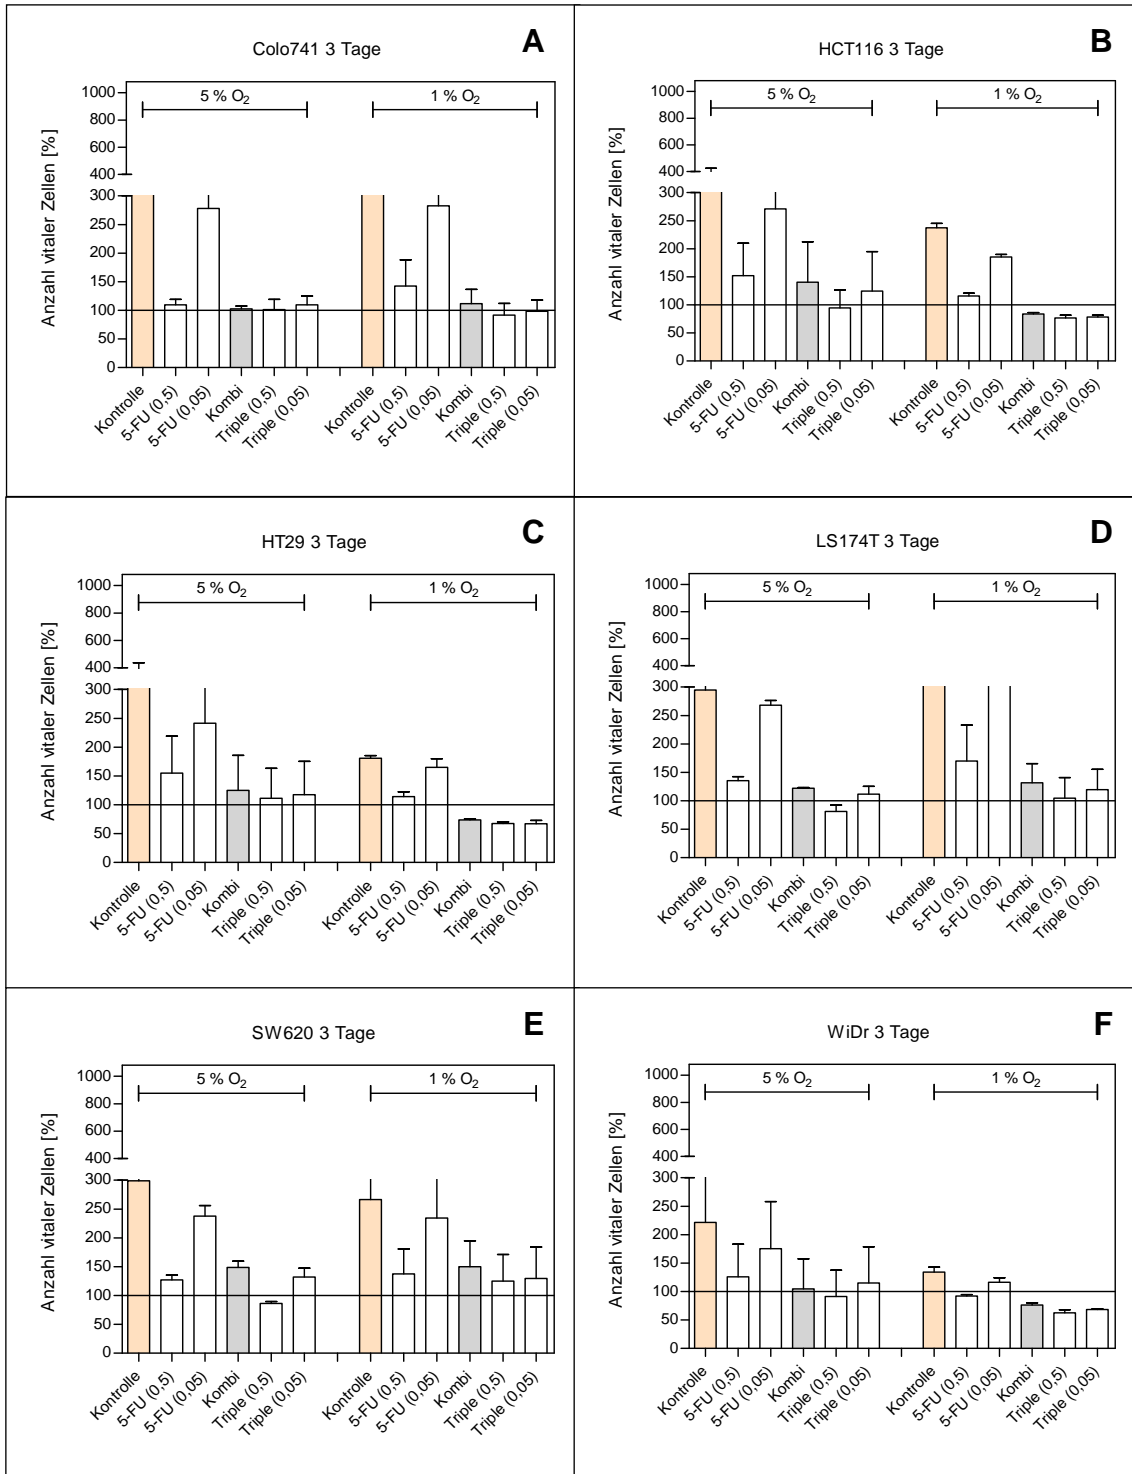 A
Colo741 3 Tage
Anzahl vitaler Zellen [%]
1000
800
600
400
300
250
200
150
100
50
0
5 % O2
1 % O2
Kontrolle
5-FU (0,5)
5-FU (0,05)
Kombi
Triple (0,5)
Triple (0,05)
Kontrolle
5-FU (0,5)
5-FU (0,05)
Kombi
Triple (0,5)
Triple (0,05)
B
HCT116 3 Tage
Anzahl vitaler Zellen [%]
1000
800
600
400
300
250
200
150
100
50
0
5 % O2
1 % O2
Kontrolle
5-FU (0,5)
5-FU (0,05)
Kombi
Triple (0,5)
Triple (0,05)
Kontrolle
5-FU (0,5)
5-FU (0,05)
Kombi
Triple (0,5)
Triple (0,05)
C
HT29 3 Tage
Anzahl vitaler Zellen [%]
1000
800
600
400
300
250
200
150
100
50
0
5 % O2
1 % O2
Kontrolle
5-FU (0,5)
5-FU (0,05)
Kombi
Triple (0,5)
Triple (0,05)
Kontrolle
5-FU (0,5)
5-FU (0,05)
Kombi
Triple (0,5)
Triple (0,05)
D
LS174T 3 Tage
Anzahl vitaler Zellen [%]
1000
800
600
400
300
250
200
150
100
50
0
5 % O2
1 % O2
Kontrolle
5-FU (0,5)
5-FU (0,05)
Kombi
Triple (0,5)
Triple (0,05)
Kontrolle
5-FU (0,5)
5-FU (0,05)
Kombi
Triple (0,5)
Triple (0,05)
E
SW620 3 Tage
Anzahl vitaler Zellen [%]
1000
800
600
400
300
250
200
150
100
50
0
5 % O2
1 % O2
Kontrolle
5-FU (0,5)
5-FU (0,05)
Kombi
Triple (0,5)
Triple (0,05)
Kontrolle
5-FU (0,5)
5-FU (0,05)
Kombi
Triple (0,5)
Triple (0,05)
F
WiDr 3 Tage
Anzahl vitaler Zellen [%]
1000
800
600
400
300
250
200
150
100
50
0
5 % O2
1 % O2
Kontrolle
5-FU (0,5)
5-FU (0,05)
Kombi
Triple (0,5)
Triple (0,05)
Kontrolle
5-FU (0,5)
5-FU (0,05)
Kombi
Triple (0,5)
Triple (0,05)